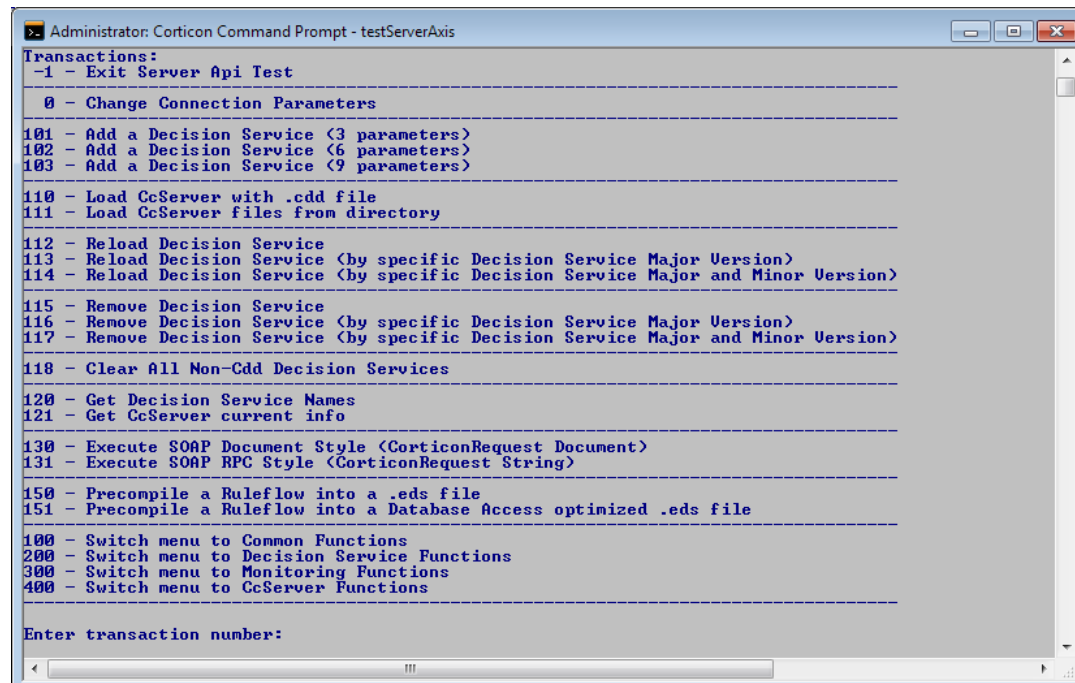 Administrator: Corticon Command Prompt - testServerAxis
Transactions:
-1 - Exit Server Api Test
0 - Change Connection Parameters
101 - Add a Decision Service (3 parameters)
102 - Add a Decision Service (6 parameters)
103 - Add a Decision Service (9 parameters)
110 - Load CcServer with .cdd file
111 - Load CcServer files from directory
112 - Reload Decision Service
113 - Reload Decision Service (by specific Decision Service Major Version)
114 - Reload Decision Service (by specific Decision Service Major and Minor Version)
115 - Remove Decision Service
116 - Remove Decision Service (by specific Decision Service Major Version)
117 - Remove Decision Service (by specific Decision Service Major and Minor Version)
118 - Clear All Non-Cdd Decision Services
120 - Get Decision Service Names
121 - Get CcServer current info
130 - Execute SOAP Document Style (CorticonRequest Document)
131 - Execute SOAP RPC Style (CorticonRequest String)
150 - Precompile a Ruleflow into a .eds file
151 - Precompile a Ruleflow into a Database Access optimized .eds file
100 - Switch menu to Common Functions
200 - Switch menu to Decision Service Functions
300 - Switch menu to Monitoring Functions
400 - Switch menu to CcServer Functions
Enter transaction number: